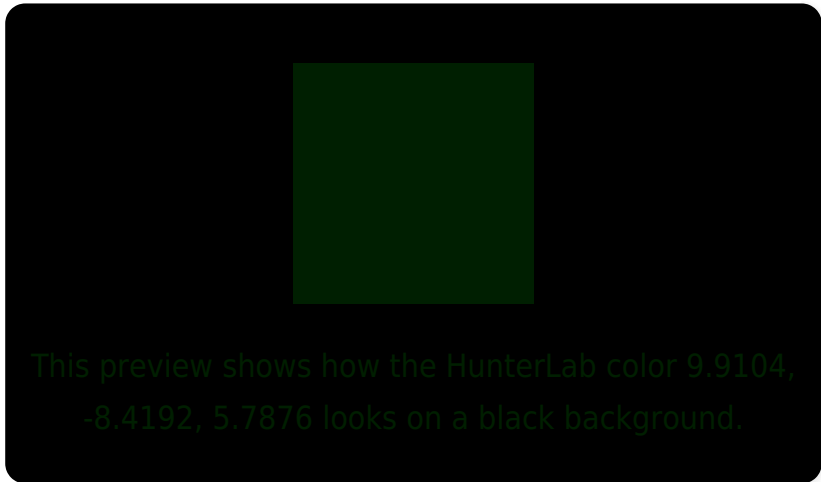 This preview shows how the HunterLab color 9.9104,
-8.4192, 5.7876 looks on a black background.